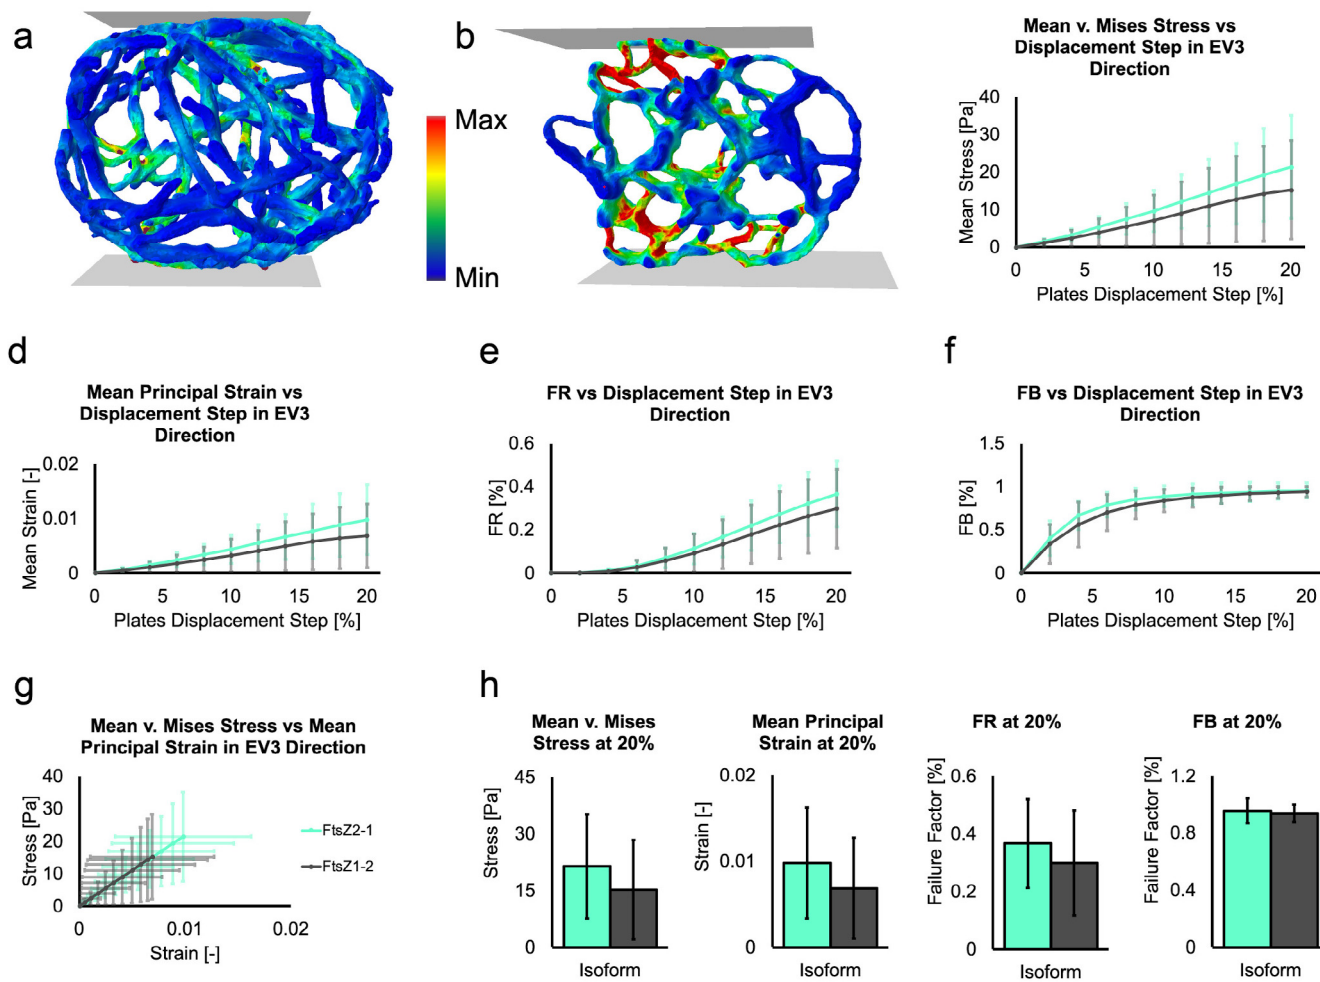 a
b
Max
Min
Mean v. Mises Stress vs
Displacement Step in EV3
Direction
Mean Stress [Pa]
40
30
20
10
0
0 5 10 15 20
Plates Displacement Step [%]
d
Mean Principal Strain vs
Displacement Step in EV3
Direction
Mean Strain [-]
0.02
0.01
0
0 5 10 15 20
Plates Displacement Step [%]
e
FR vs Displacement Step in EV3
Direction
FR [%]
0.6
0.4
0.2
0
0 5 10 15 20
Plates Displacement Step [%]
f
FB vs Displacement Step in EV3
Direction
FB [%]
1.5
1
0.5
0
0 5 10 15 20
Plates Displacement Step [%]
g
Mean v. Mises Stress vs Mean
Principal Strain in EV3 Direction
Stress [Pa]
40
30
20
10
0
0 0.01 0.02
Strain [-]
FtsZ2-1
FtsZ1-2
h
Mean v. Mises
Stress at 20%
Stress [Pa]
45
30
15
0
Isoform
Mean Principal
Strain at 20%
Strain [-]
0.02
0.01
0
Isoform
FR at 20%
Failure Factor [%]
0.6
0.4
0.2
0
Isoform
FB at 20%
Failure Factor [%]
1.2
0.8
0.4
0
Isoform